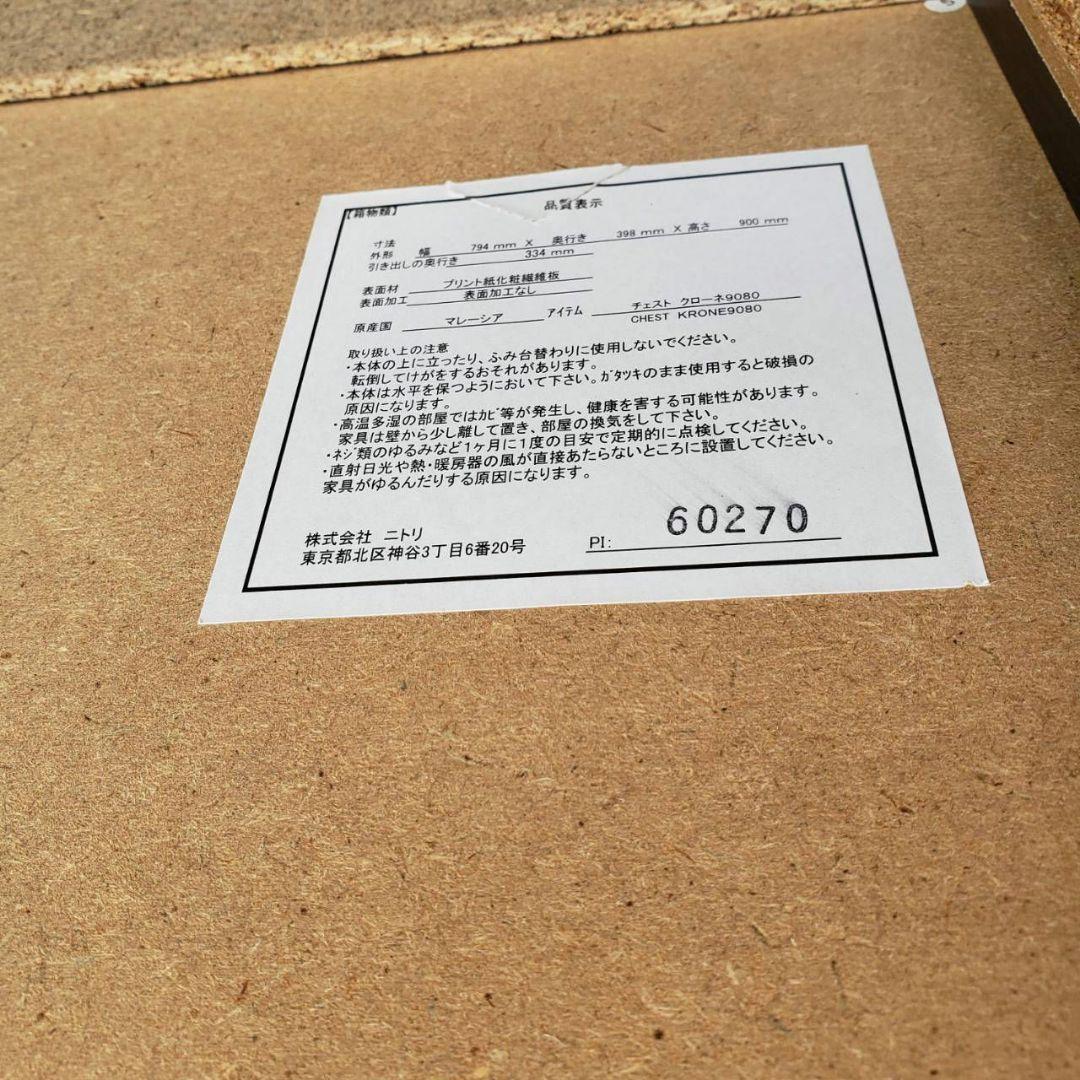 【箱物類】
品質表示
寸法
外形 幅 794 mm X 奥行き 398 mm X 高さ 900 mm
引き出しの奥行き 334 mm
表面材 プリント紙化粧繊維板
表面加工 表面加工なし
原産国 マレーシア アイテム チェスト クローネ9080
CHEST KRONE9080
取り扱い上の注意
・本体の上に立ったり、ふみ台替わりに使用しないでください。
転倒してけがをするおそれがあります。
・本体は水平を保つようにおいて下さい。ｶﾞﾀﾂｷのまま使用すると破損の
原因になります。
・高温多湿の部屋ではｶﾋﾞ等が発生し、健康を害する可能性があります。
家具は壁から少し離して置き、部屋の換気をして下さい。
・ﾈｼﾞ類のゆるみなど1ヶ月に1度の目安で定期的に点検してください。
・直射日光や熱・暖房器の風が直接あたらないところに設置してください。
家具がゆるんだりする原因になります。
株式会社 ニトリ
東京都北区神谷3丁目6番20号
PI: 60270